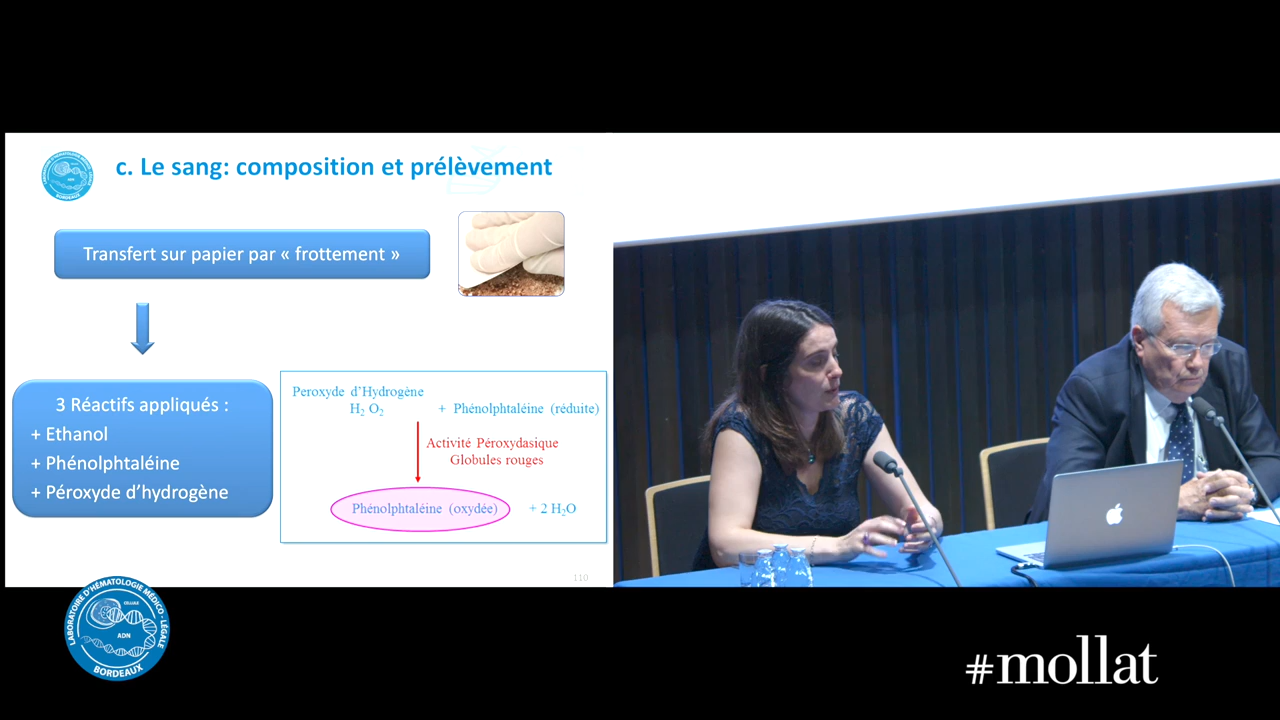 c. Le sang: composition et prélèvement
Transfert sur papier par « frottement »
3 Réactifs appliqués :
+ Ethanol
+ Phénolphtaléine
+ Péroxyde d'hydrogène
Peroxyde d'Hydrogène
H₂ O₂ + Phénolphtaléine (réduite)
Activité Péroxydasique
Globules rouges
Phénolphtaléine (oxydée) + 2 H₂O
110
LABORATOIRE D'HÉMATOLOGIE MÉDICO - LÉGALE
CELLULE
ADN
BORDEAUX
#mollat